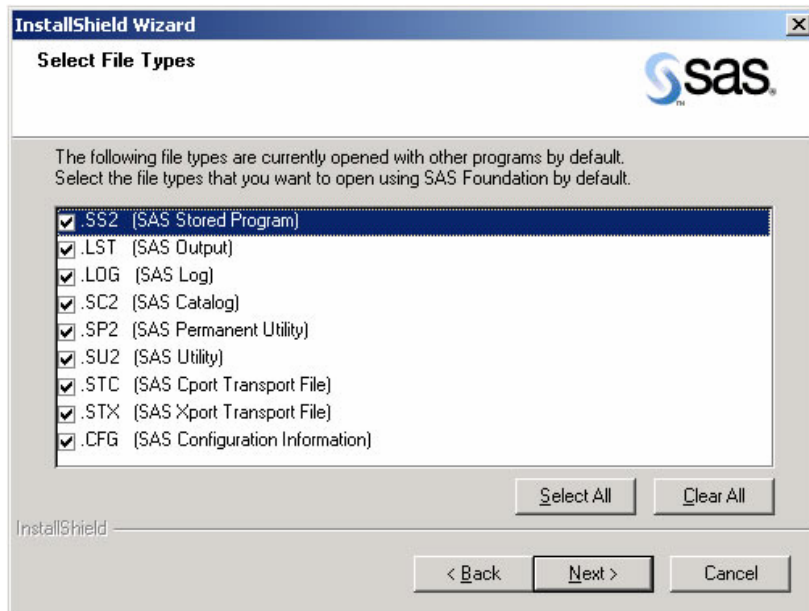 InstallShield Wizard
Select File Types
sas.
TM
The following file types are currently opened with other programs by default.
Select the file types that you want to open using SAS Foundation by default.
.SS2 (SAS Stored Program)
.LST (SAS Output)
.LOG (SAS Log)
.SC2 (SAS Catalog)
.SP2 (SAS Permanent Utility)
.SU2 (SAS Utility)
.STC (SAS Cport Transport File)
.STX (SAS Xport Transport File)
.CFG (SAS Configuration Information)
Select All
Clear All
InstallShield
< Back
Next >
Cancel